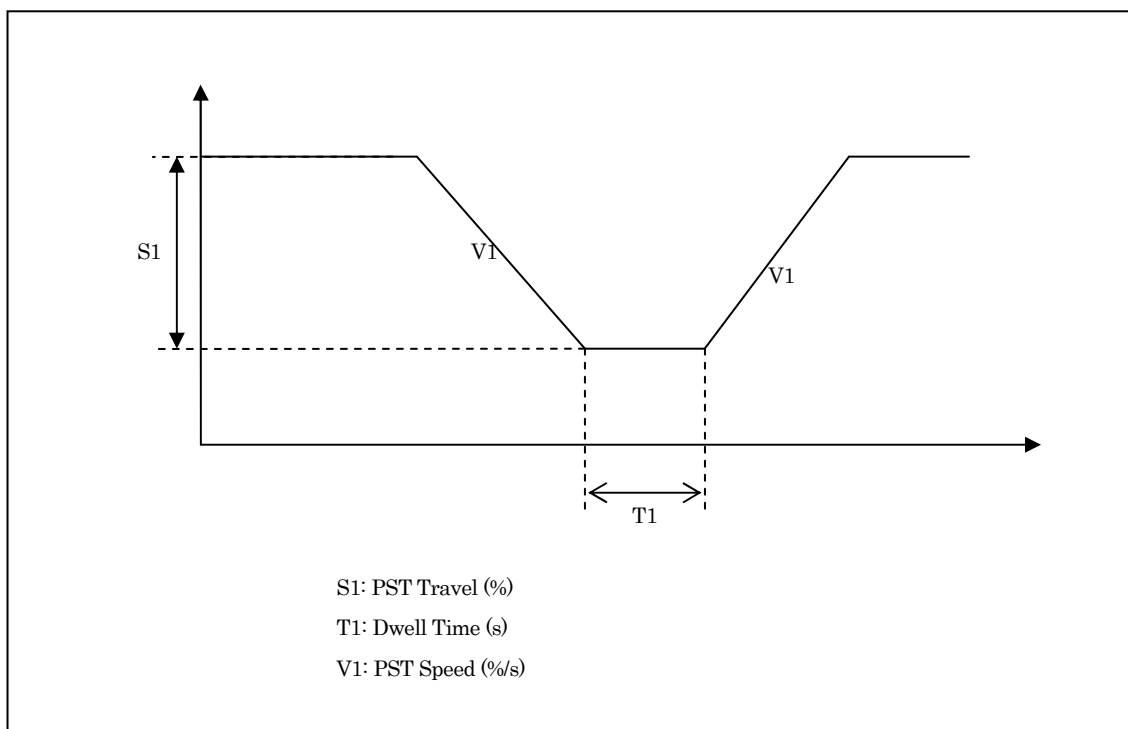 S1
V1
V1
T1
S1: PST Travel (%)
T1: Dwell Time (s)
V1: PST Speed (%/s)